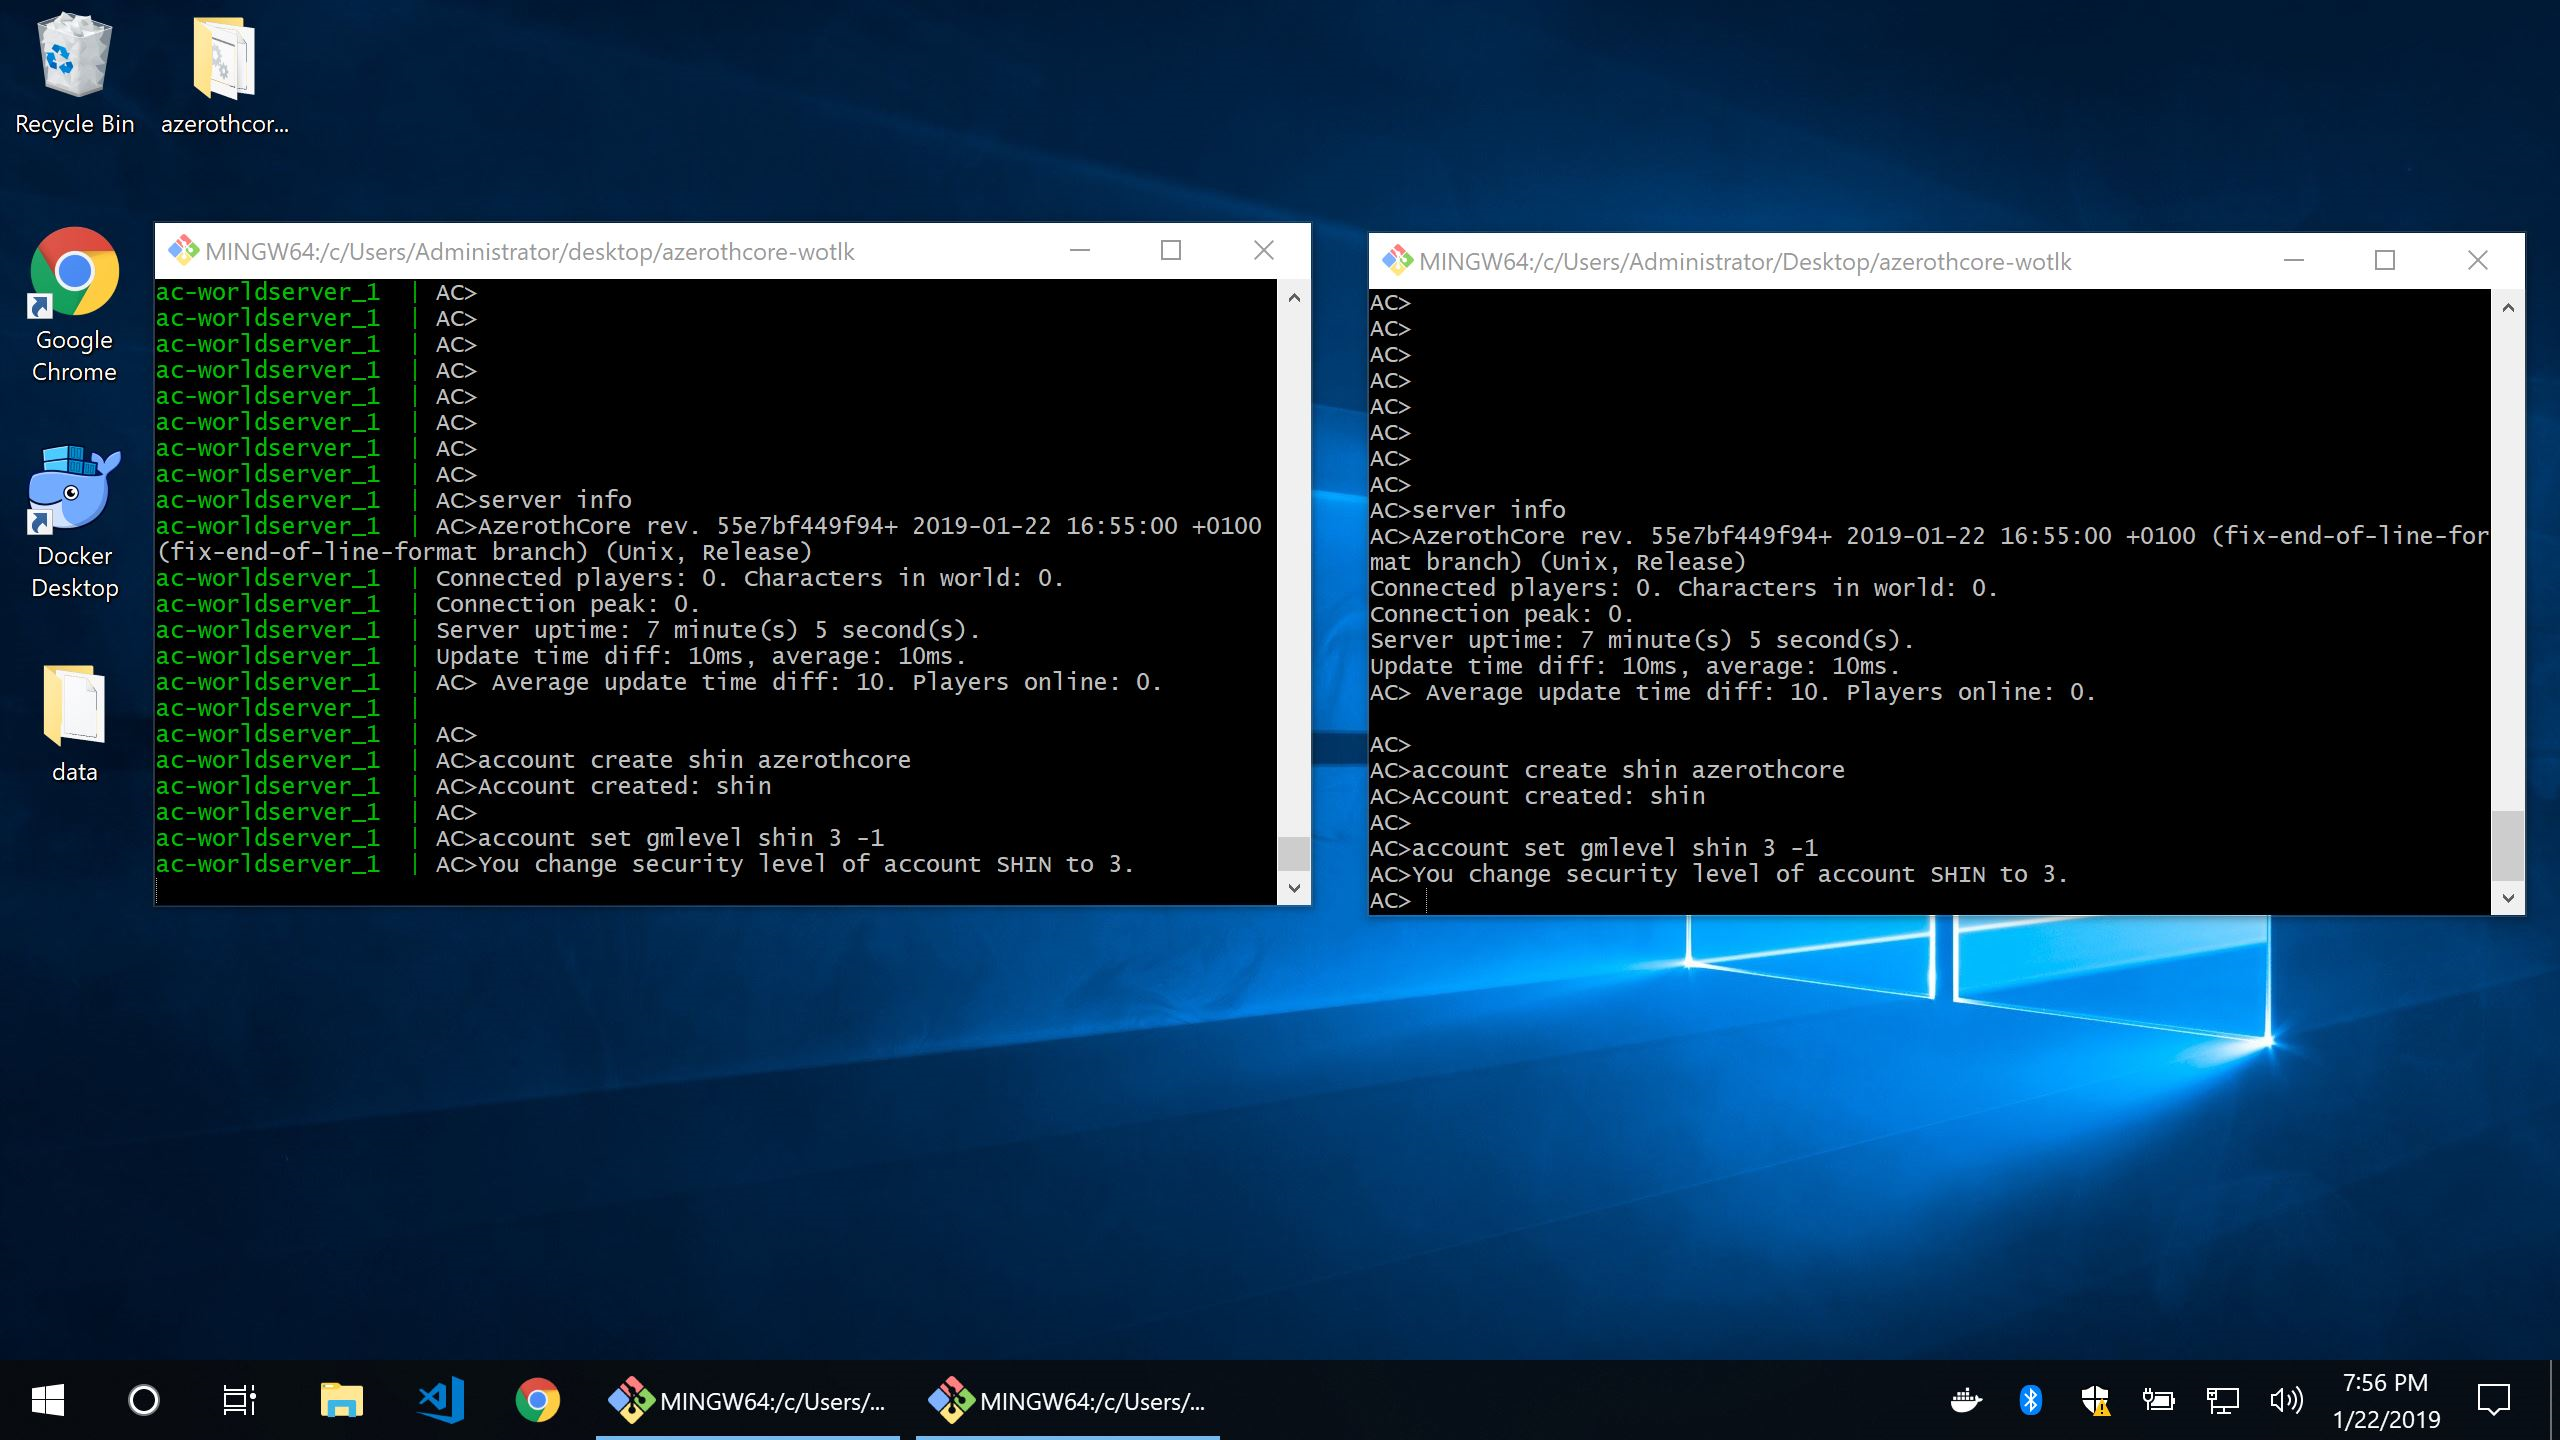 Recycle Bin
azerothcor...
Google
Chrome
Docker
Desktop
data
MINGW64:/c/Users/Administrator/desktop/azerothcore-wotlk
ac-worldserver_1 | AC>
ac-worldserver_1 | AC>
ac-worldserver_1 | AC>
ac-worldserver_1 | AC>
ac-worldserver_1 | AC>
ac-worldserver_1 | AC>
ac-worldserver_1 | AC>
ac-worldserver_1 | AC>
ac-worldserver_1 | AC>server info
ac-worldserver_1 | AC>AzerothCore rev. 55e7bf449f94+ 2019-01-22 16:55:00 +0100
(fix-end-of-line-format branch) (Unix, Release)
ac-worldserver_1 | Connected players: 0. Characters in world: 0.
ac-worldserver_1 | Connection peak: 0.
ac-worldserver_1 | Server uptime: 7 minute(s) 5 second(s).
ac-worldserver_1 | Update time diff: 10ms, average: 10ms.
ac-worldserver_1 | AC> Average update time diff: 10. Players online: 0.
ac-worldserver_1 |
ac-worldserver_1 | AC>
ac-worldserver_1 | AC>account create shin azerothcore
ac-worldserver_1 | AC>Account created: shin
ac-worldserver_1 | AC>
ac-worldserver_1 | AC>account set gmlevel shin 3 -1
ac-worldserver_1 | AC>You change security level of account SHIN to 3.
MINGW64:/c/Users/Administrator/Desktop/azerothcore-wotlk
AC>
AC>
AC>
AC>
AC>
AC>
AC>
AC>
AC>server info
AC>AzerothCore rev. 55e7bf449f94+ 2019-01-22 16:55:00 +0100 (fix-end-of-line-for
mat branch) (Unix, Release)
Connected players: 0. Characters in world: 0.
Connection peak: 0.
Server uptime: 7 minute(s) 5 second(s).
Update time diff: 10ms, average: 10ms.
AC> Average update time diff: 10. Players online: 0.
AC>
AC>account create shin azerothcore
AC>Account created: shin
AC>
AC>account set gmlevel shin 3 -1
AC>You change security level of account SHIN to 3.
AC>
MINGW64:/c/Users/...
MINGW64:/c/Users/...
7:56 PM
1/22/2019